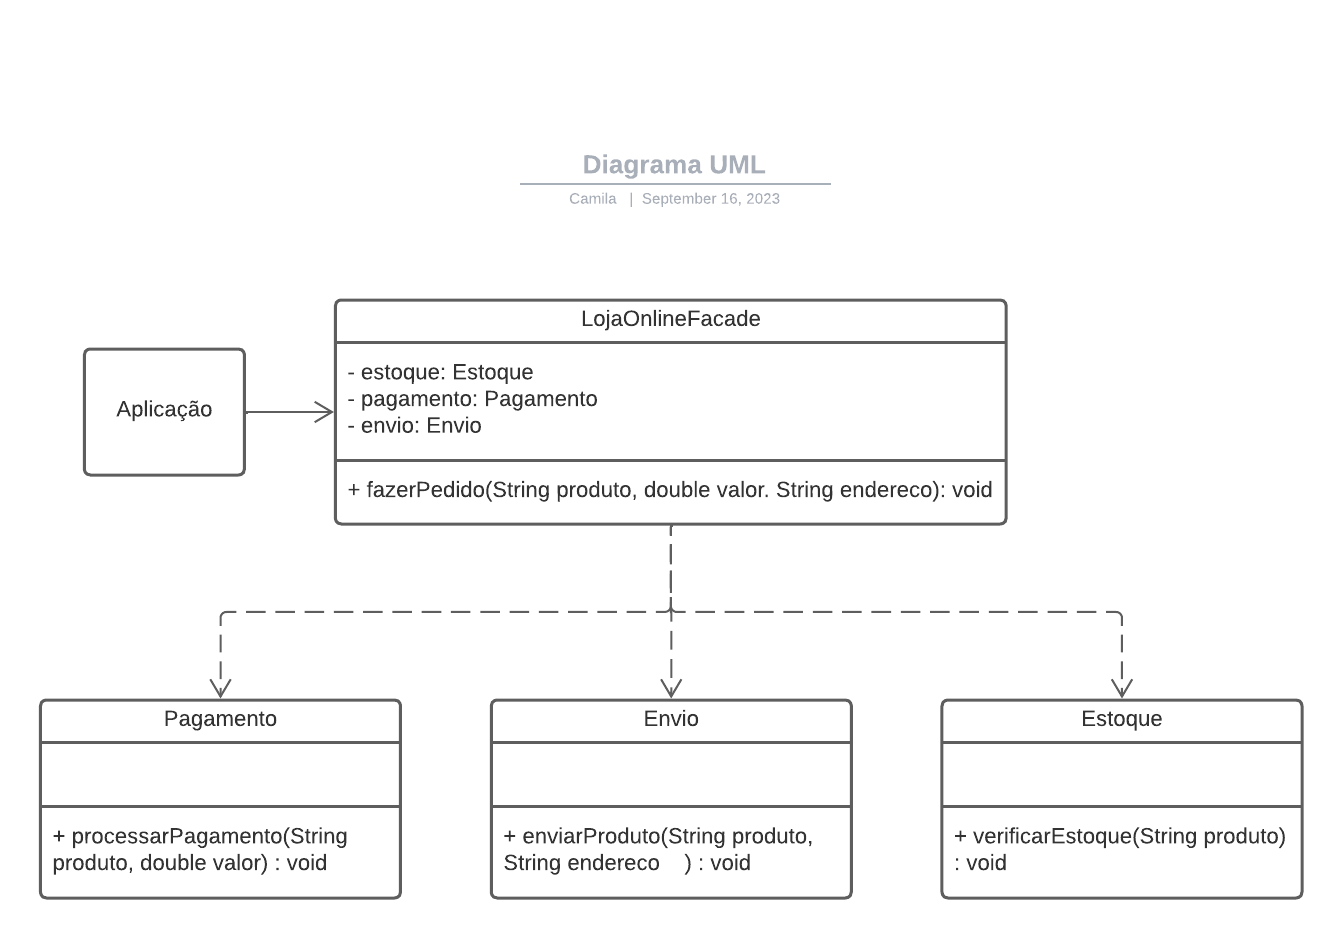 Diagrama UML
Camila | September 16, 2023
LojaOnlineFacade
- estoque: Estoque
- pagamento: Pagamento
- envio: Envio
+ fazerPedido(String produto, double valor. String endereco): void
Aplicação
Pagamento
+ processarPagamento(String
produto, double valor) : void
Envio
+ enviarProduto(String produto,
String endereco    ) : void
Estoque
+ verificarEstoque(String produto)
: void